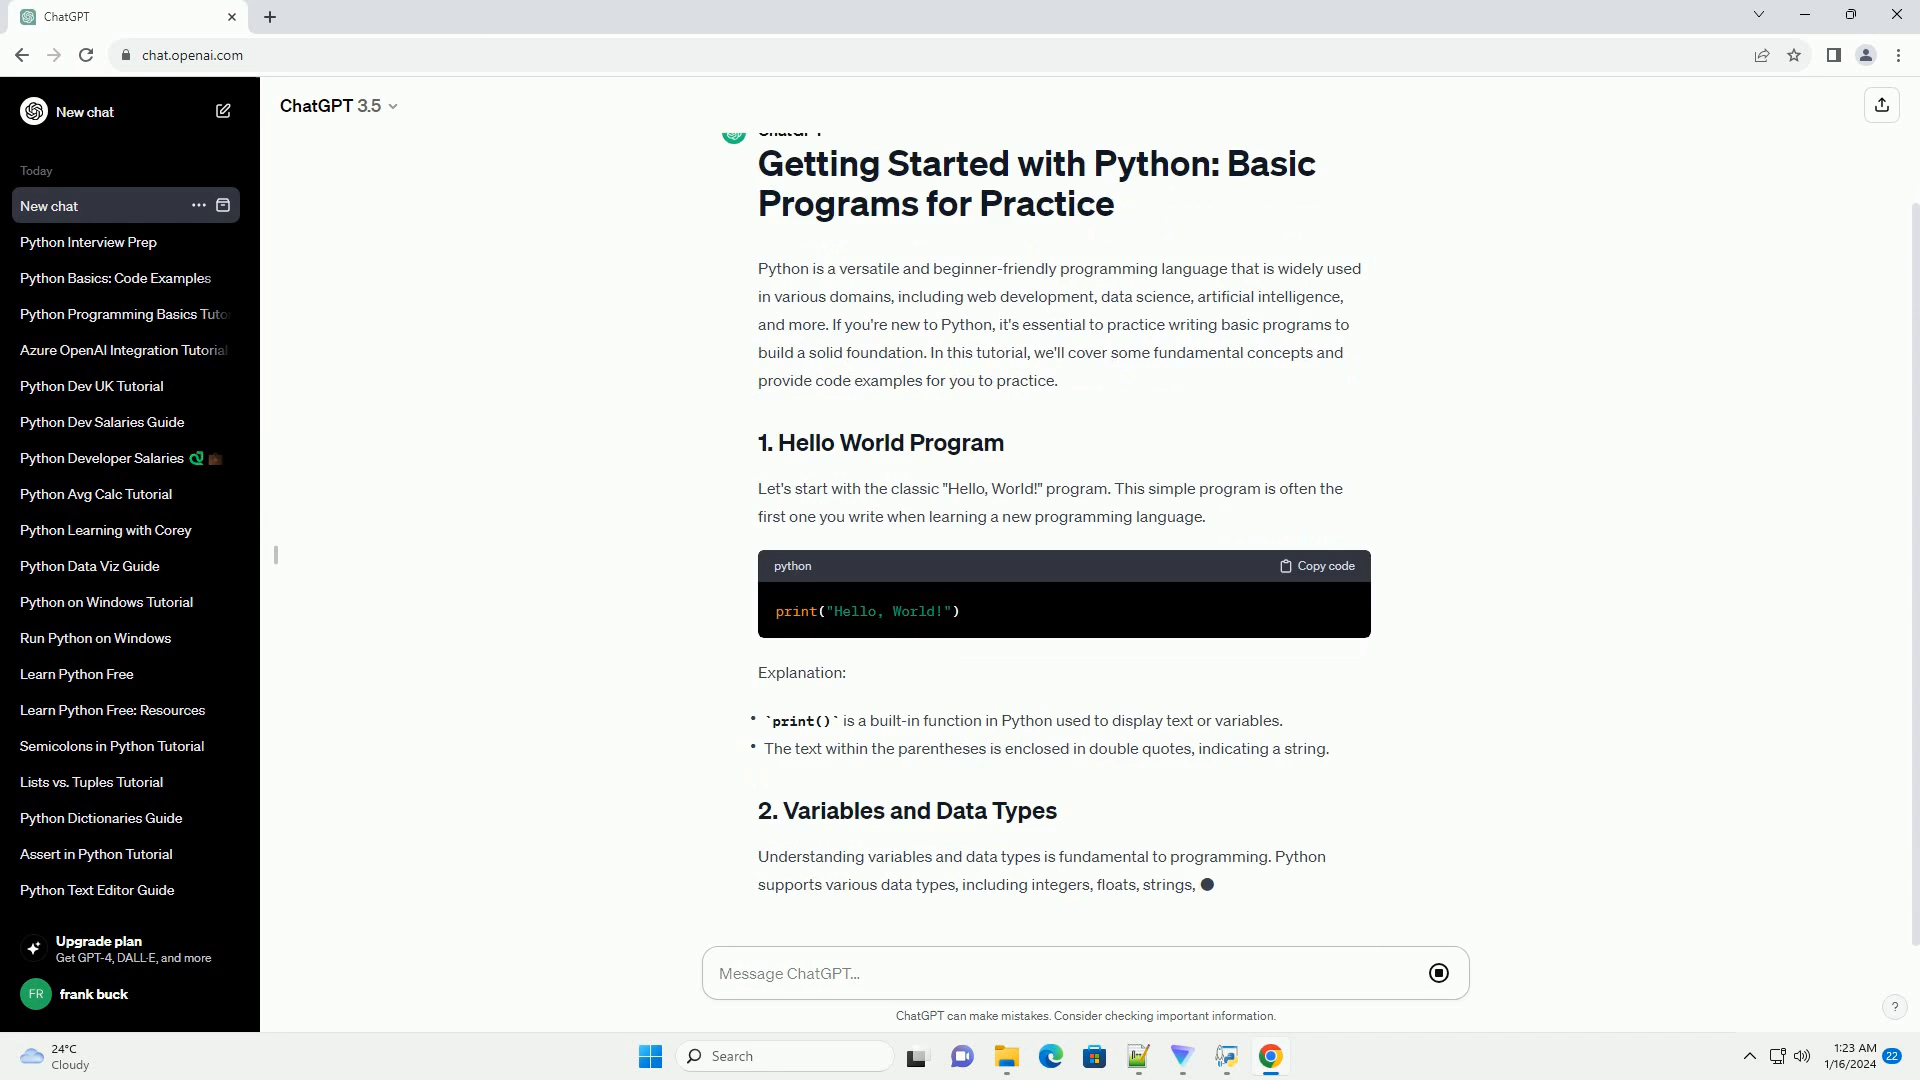 ChatGPT
chat.openai.com
New chat
Today
New chat
Python Interview Prep
Python Basics: Code Examples
Python Programming Basics Tuto
Azure OpenAI Integration Tutorial
Python Dev UK Tutorial
Python Dev Salaries Guide
Python Developer Salaries
Python Avg Calc Tutorial
Python Learning with Corey
Python Data Viz Guide
Python on Windows Tutorial
Run Python on Windows
Learn Python Free
Learn Python Free: Resources
Semicolons in Python Tutorial
Lists vs. Tuples Tutorial
Python Dictionaries Guide
Assert in Python Tutorial
Python Text Editor Guide
Upgrade plan
Get GPT-4, DALL·E, and more
FR
frank buck
ChatGPT 3.5
ChatGPT
Getting Started with Python: Basic
Programs for Practice
Python is a versatile and beginner-friendly programming language that is widely used
in various domains, including web development, data science, artificial intelligence,
and more. If you're new to Python, it's essential to practice writing basic programs to
build a solid foundation. In this tutorial, we'll cover some fundamental concepts and
provide code examples for you to practice.
1. Hello World Program
Let's start with the classic "Hello, World!" program. This simple program is often the
first one you write when learning a new programming language.
python
Copy code
print("Hello, World!")
Explanation:
• `print()` is a built-in function in Python used to display text or variables.
• The text within the parentheses is enclosed in double quotes, indicating a string.
2. Variables and Data Types
Understanding variables and data types is fundamental to programming. Python
supports various data types, including integers, floats, strings,
Message ChatGPT...
ChatGPT can make mistakes. Consider checking important information.
?
24°C
Cloudy
Search
1:23 AM
1/16/2024
22